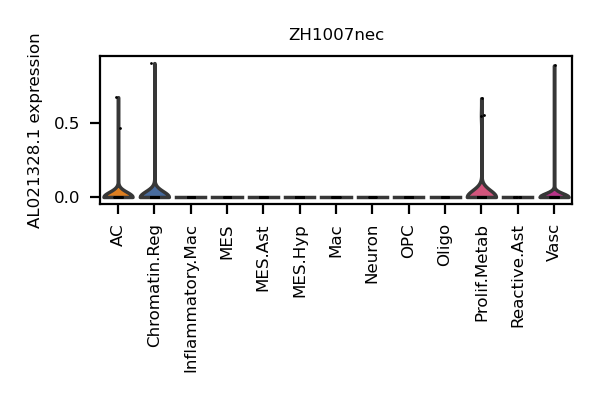 ZH1007nec
AL021328.1 expression
0.5
0.0
AC
Chromatin.Reg
Inflammatory.Mac
MES
MES.Ast
MES.Hyp
Mac
Neuron
OPC
Oligo
Prolif.Metab
Reactive.Ast
Vasc